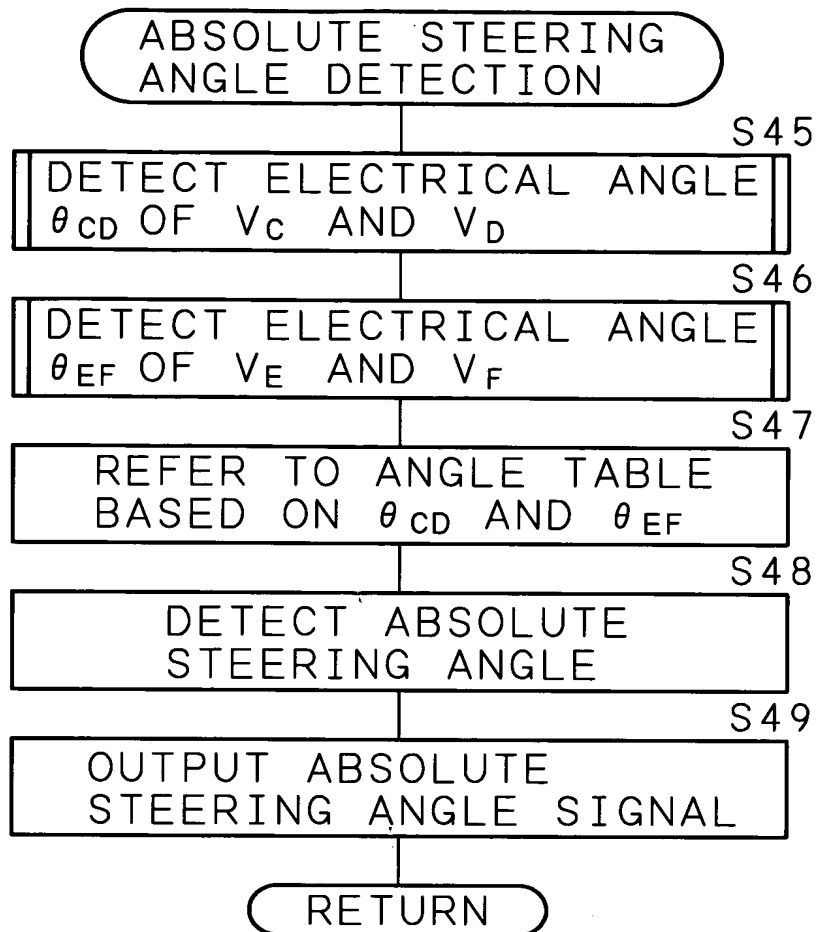 ABSOLUTE STEERING
ANGLE DETECTION
S45
DETECT ELECTRICAL ANGLE
θCD OF VC AND VD
S46
DETECT ELECTRICAL ANGLE
θEF OF VE AND VF
S47
REFER TO ANGLE TABLE
BASED ON θCD AND θEF
S48
DETECT ABSOLUTE
STEERING ANGLE
S49
OUTPUT ABSOLUTE
STEERING ANGLE SIGNAL
RETURN